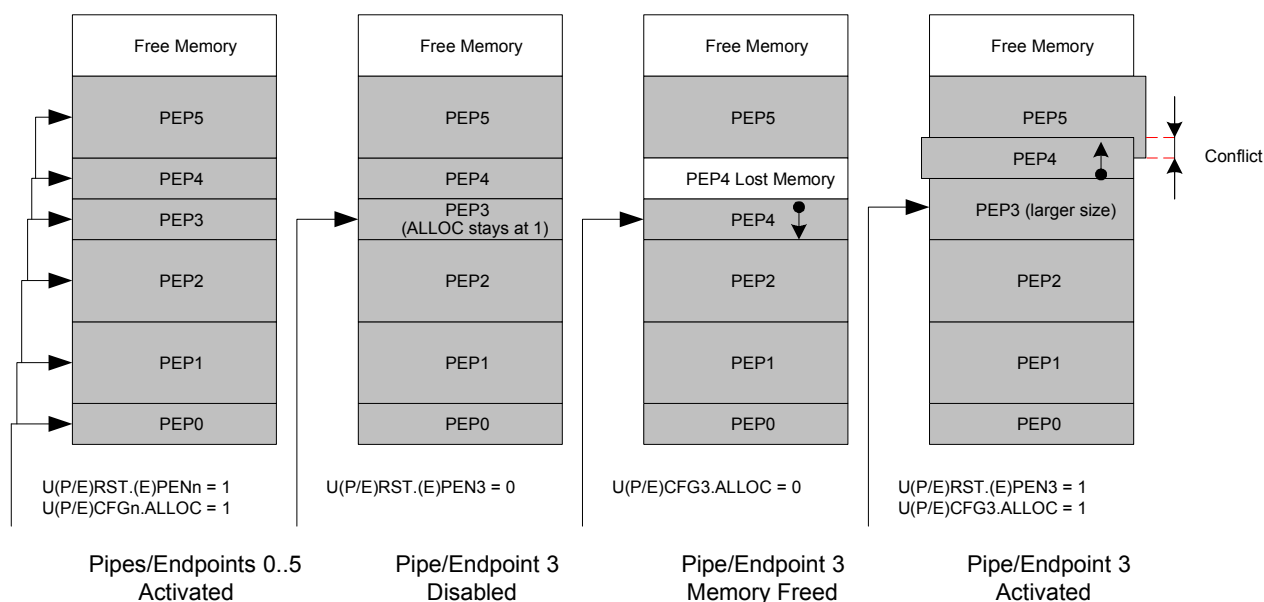 Free Memory
PEP5
PEP4
PEP3
PEP2
PEP1
PEP0
U(P/E)RST.(E)PENn = 1
U(P/E)CFGn.ALLOC = 1
Pipes/Endpoints 0..5
Activated
Free Memory
PEP5
PEP4
PEP3
(ALLOC stays at 1)
PEP2
PEP1
PEP0
U(P/E)RST.(E)PEN3 = 0
Pipe/Endpoint 3
Disabled
Free Memory
PEP5
PEP4 Lost Memory
PEP4
PEP2
PEP1
PEP0
U(P/E)CFG3.ALLOC = 0
Pipe/Endpoint 3
Memory Freed
Free Memory
PEP5
PEP4
Conflict
PEP3 (larger size)
PEP2
PEP1
PEP0
U(P/E)RST.(E)PEN3 = 1
U(P/E)CFG3.ALLOC = 1
Pipe/Endpoint 3
Activated